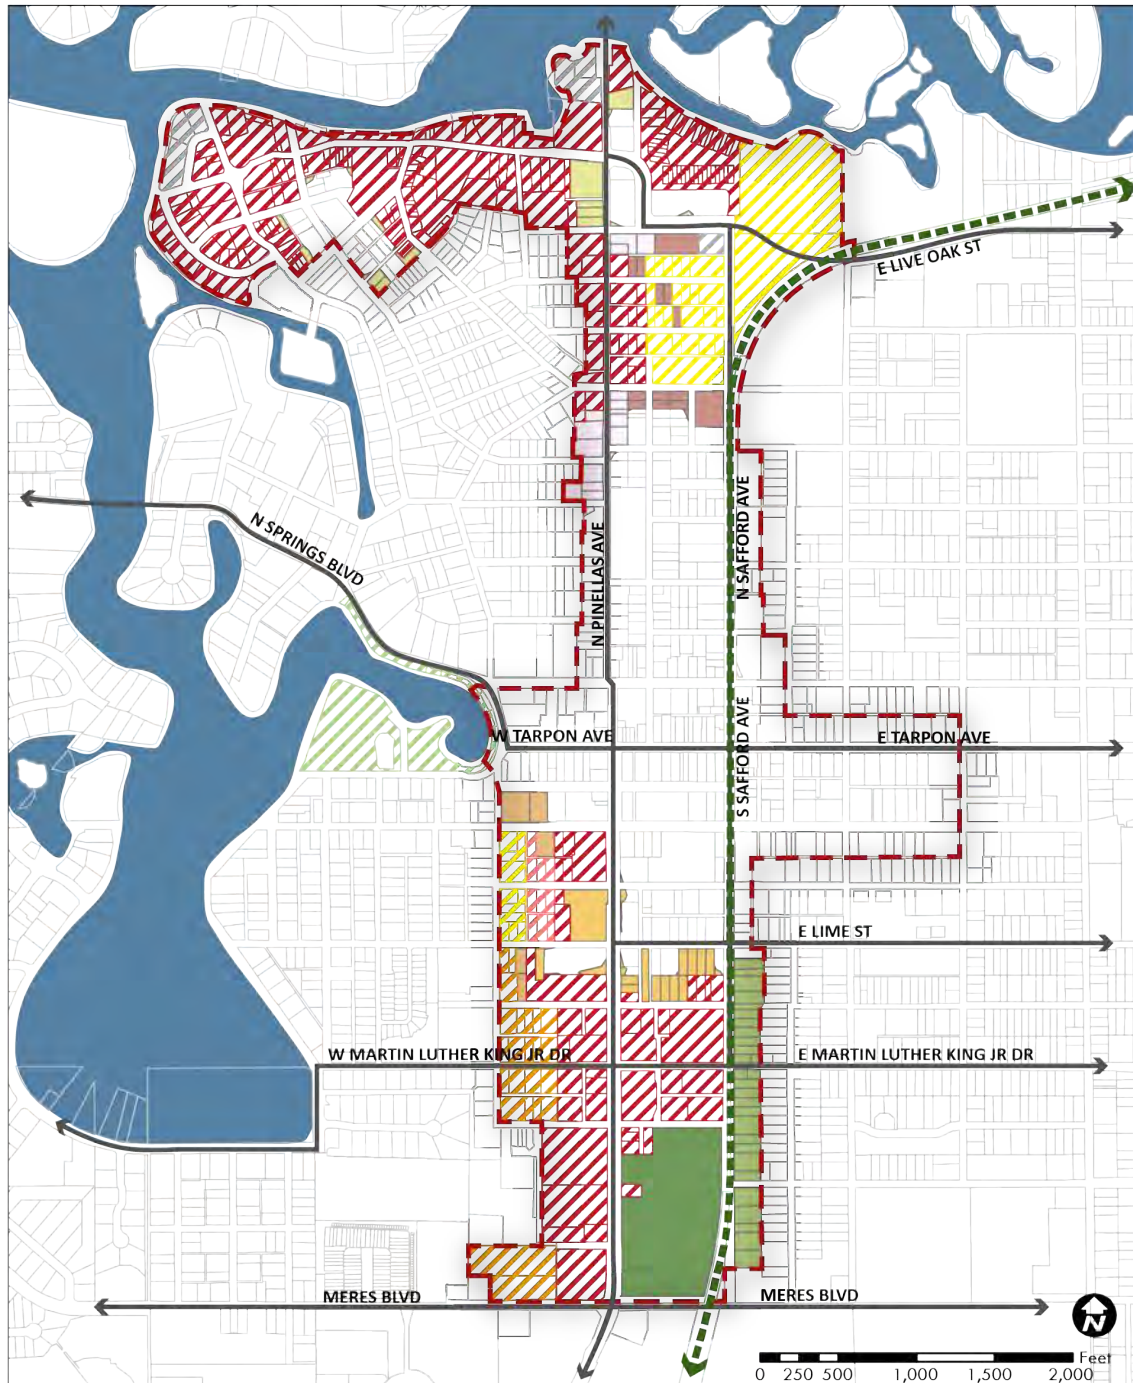 E LIVE OAK ST
N SPRINGS BLVD
N PINELLAS AVE
N SAFFORD AVE
S SAFFORD AVE
W TARPON AVE
E TARPON AVE
E LIME ST
W MARTIN LUTHER KING JR DR
E MARTIN LUTHER KING JR DR
MERES BLVD
MERES BLVD
N
Feet
0 250 500 1,000 1,500 2,000